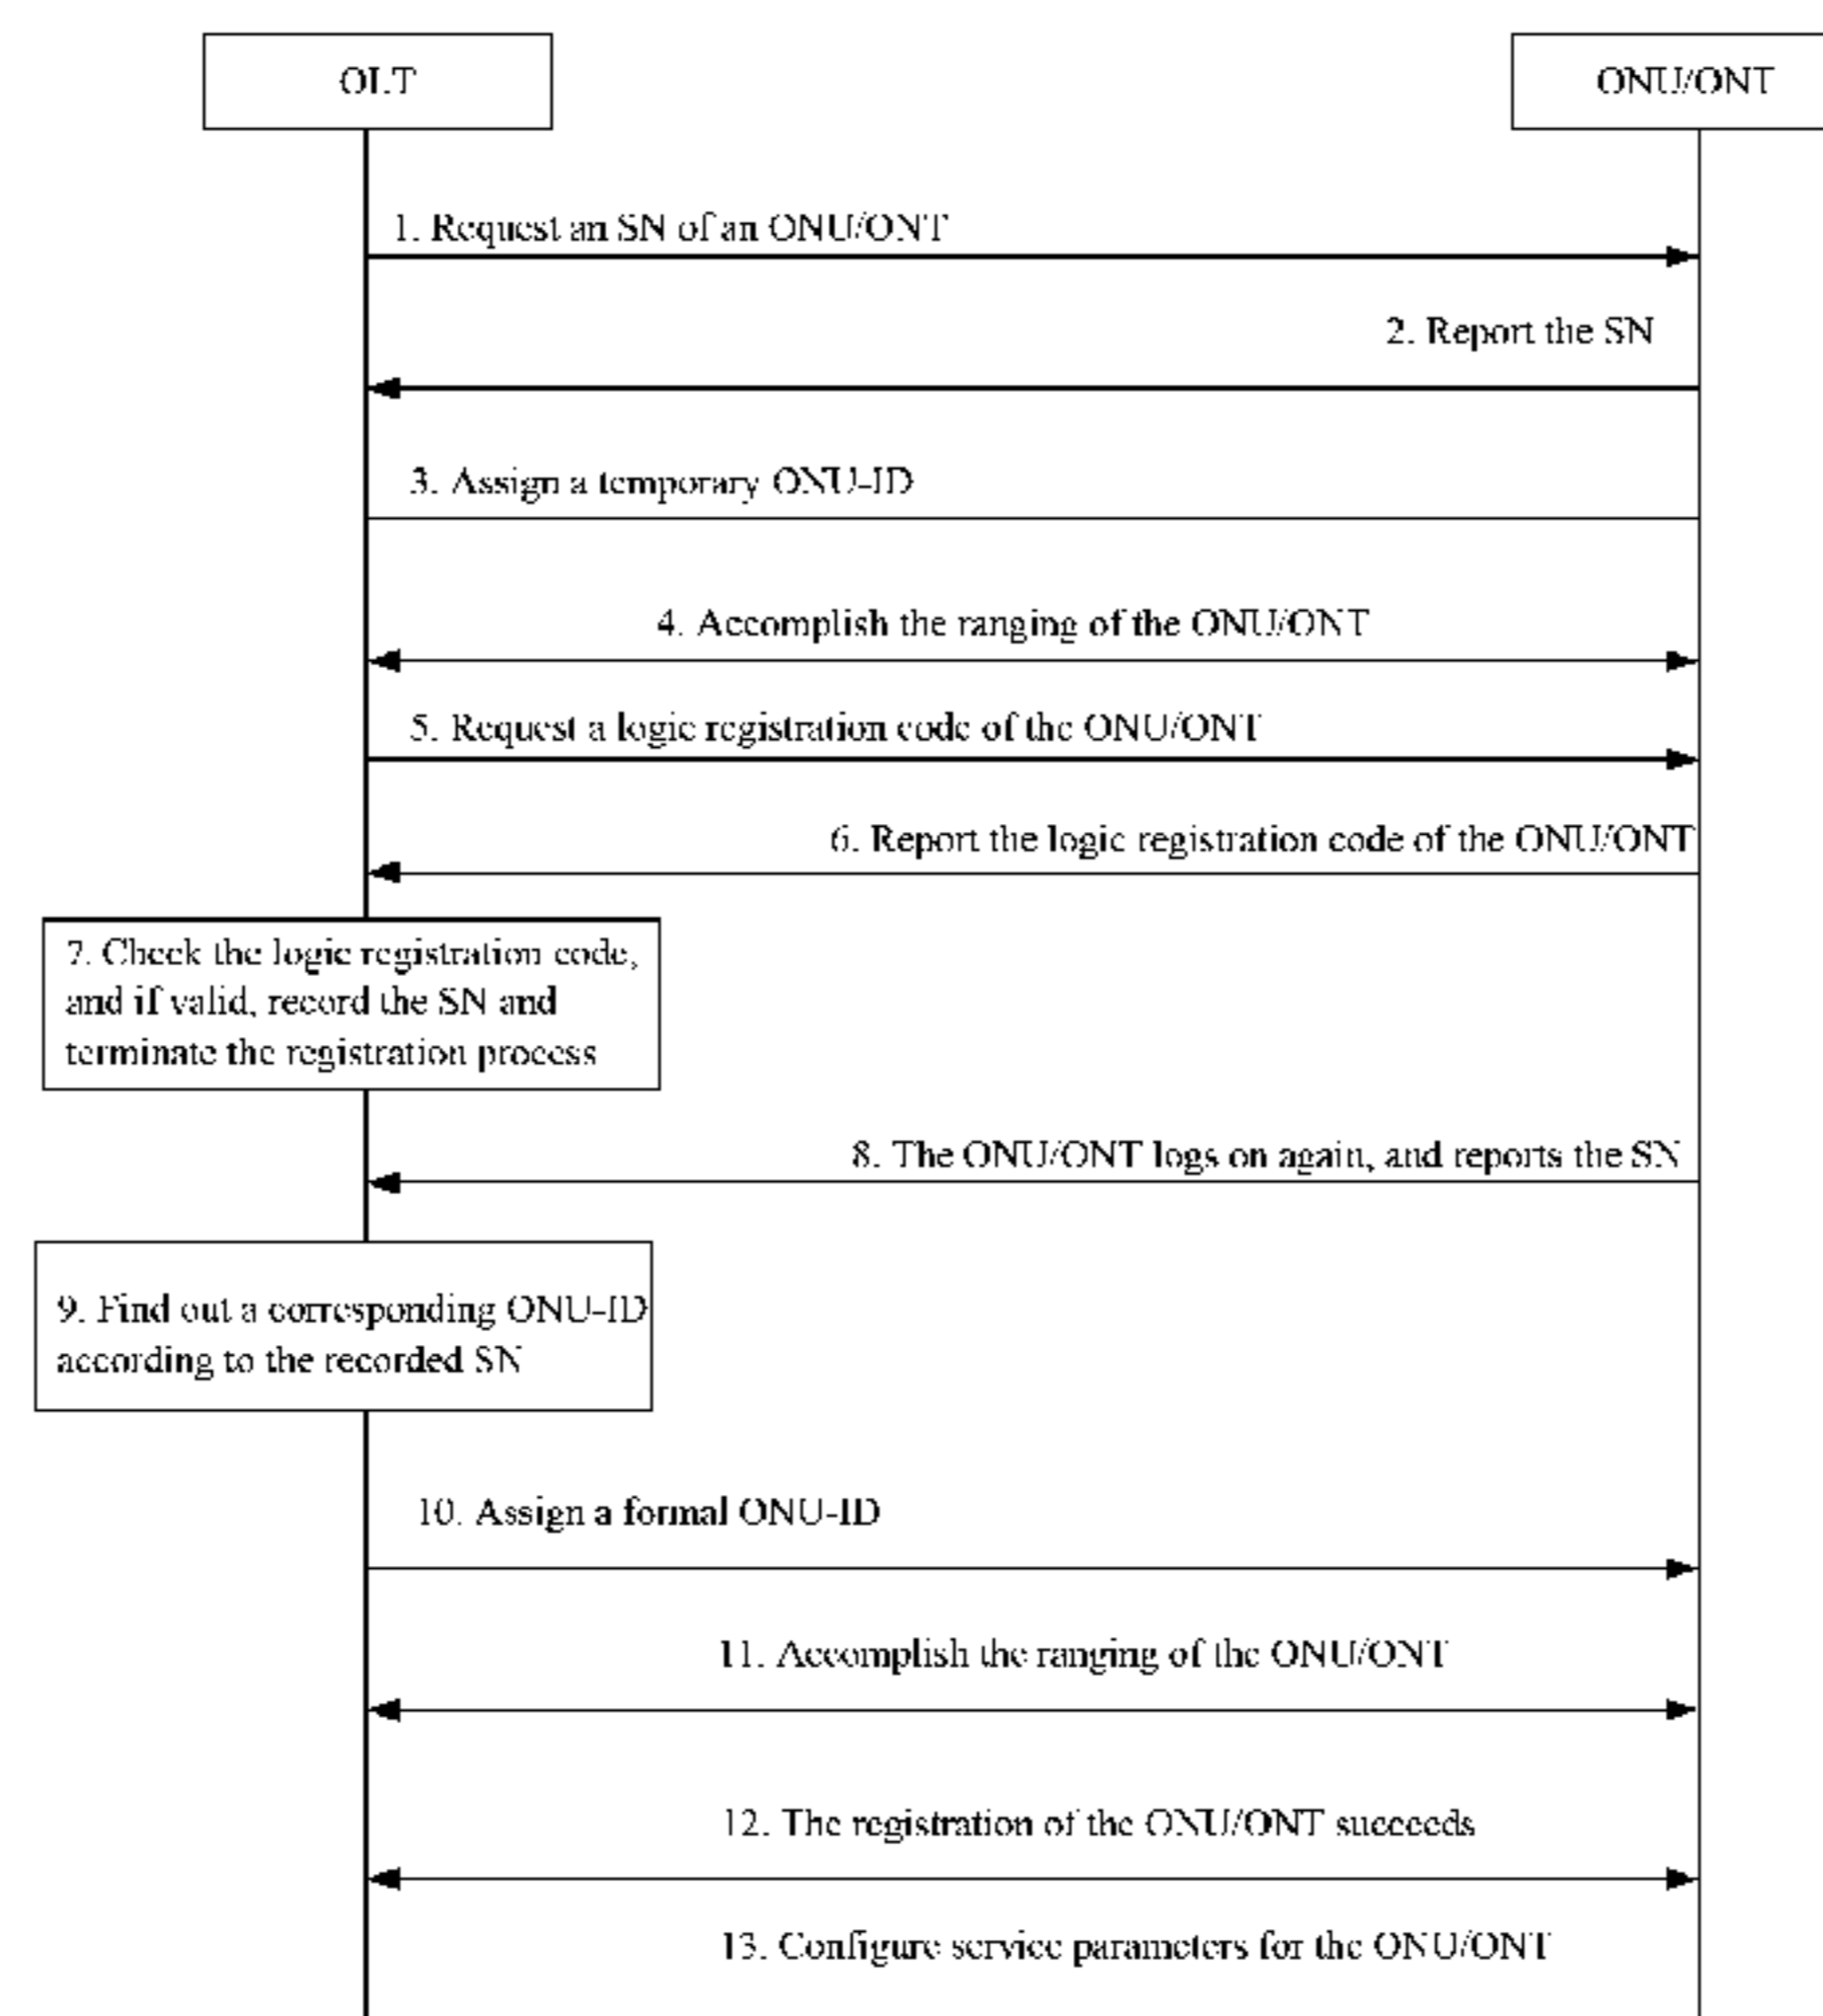 OLT
ONU/ONT
1. Request an SN of an ONU/ONT
2. Report the SN
3. Assign a temporary ONU-ID
4. Accomplish the ranging of the ONU/ONT
5. Request a logic registration code of the ONU/ONT
6. Report the logic registration code of the ONU/ONT
7. Check the logic registration code,
and if valid, record the SN and
terminate the registration process
8. The ONU/ONT logs on again, and reports the SN
9. Find out a corresponding ONU-ID
according to the recorded SN
10. Assign a formal ONU-ID
11. Accomplish the ranging of the ONU/ONT
12. The registration of the ONU/ONT succeeds
13. Configure service parameters for the ONU/ONT